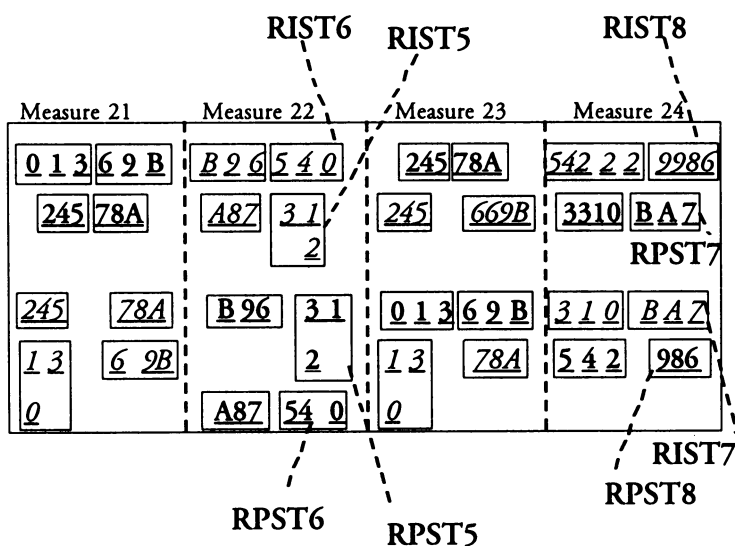 RIST6 RIST5 RIST8
Measure 21 Measure 22 Measure 23 Measure 24
0 1 3 6 9 B B 9 6 5 4 0 245 78A 542 2 2 9986
245 78A A87 3 1 245 669B 3310 B A 7
2
RPST7
245 78A B 96 3 1 0 1 3 6 9 B 3 1 0 B A 7
1 3 6 9B 2 1 3 78A 5 4 2 986
0 A87 54 0 0
RIST7
RPST8
RPST6
RPST5